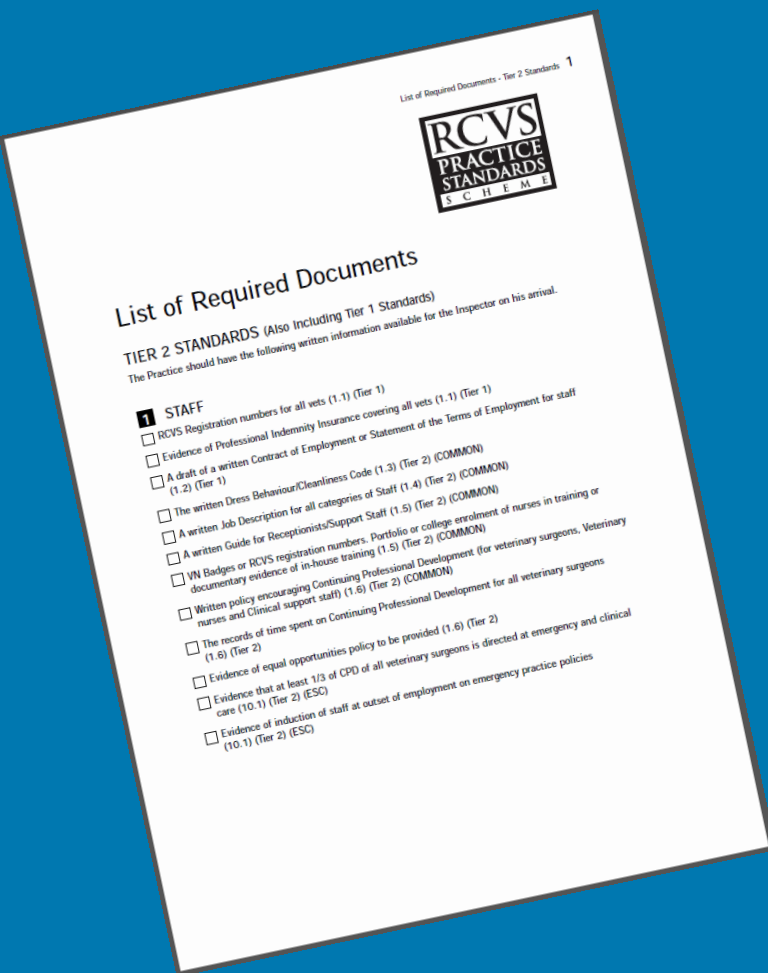 List of Required Documents - Tier 2 Standards 1
RCVS
PRACTICE
STANDARDS
SCHEME
List of Required Documents
TIER 2 STANDARDS (Also Including Tier 1 Standards)
The Practice should have the following written information available for the Inspector on his arrival.
1 STAFF
RCVS Registration numbers for all vets (1.1) (Tier 1)
Evidence of Professional Indemnity Insurance covering all vets (1.1) (Tier 1)
A draft of a written Contract of Employment or Statement of the Terms of Employment for staff
(1.2) (Tier 1)
The written Dress Behaviour/Cleanliness Code (1.3) (Tier 2) (COMMON)
A written Job Description for all categories of Staff (1.4) (Tier 2) (COMMON)
A written Guide for Receptionists/Support Staff (1.5) (Tier 2) (COMMON)
VN Badges or RCVS registration numbers. Portfolio or college enrolment of nurses in training or
documentary evidence of in-house training (1.5) (Tier 2) (COMMON)
Written policy encouraging Continuing Professional Development (for veterinary surgeons, Veterinary
nurses and Clinical support staff) (1.6) (Tier 2) (COMMON)
The records of time spent on Continuing Professional Development for all veterinary surgeons
(1.6) (Tier 2)
Evidence of equal opportunities policy to be provided (1.6) (Tier 2)
Evidence that at least 1/3 of CPD of all veterinary surgeons is directed at emergency and clinical
care (10.1) (Tier 2) (ESC)
Evidence of induction of staff at outset of employment on emergency practice policies
(10.1) (Tier 2) (ESC)